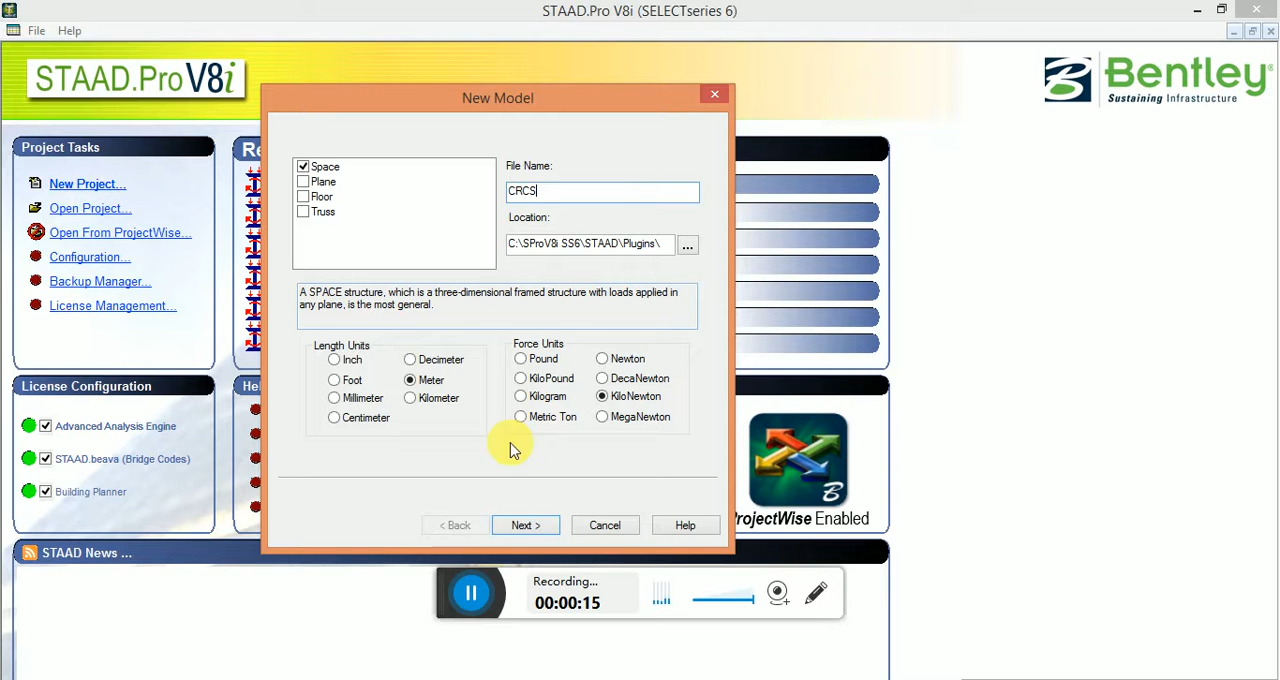 STAAD.Pro V8i (SELECTseries 6)
File Help
STAAD.Pro V8i
Bentley
Sustaining Infrastructure
New Model
Project Tasks
New Project...
Open Project...
Open From ProjectWise...
Configuration...
Backup Manager...
License Management...
Re
Space
Plane
Floor
Truss
File Name:
CRCS
Location:
C:\SProV8i SS6\STAAD\Plugins\
...
A SPACE structure, which is a three-dimensional framed structure with loads applied in
any plane, is the most general.
Length Units
Inch
Decimeter
Foot
Meter
Millimeter
Kilometer
Centimeter
Force Units
Pound
Newton
KiloPound
DecaNewton
Kilogram
KiloNewton
Metric Ton
MegaNewton
< Back
Next >
Cancel
Help
License Configuration
Advanced Analysis Engine
STAAD.beava (Bridge Codes)
Building Planner
Hel
B
ProjectWise Enabled
STAAD News ...
Recording...
00:00:15